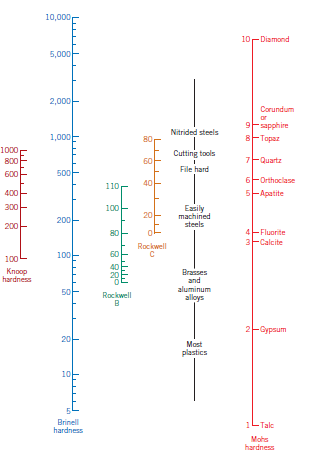 1000
800
600
400
300
200
100
Knoop
hardness
10,000
5,000
2,000
1,000
500
200
100
50
20
10
5
Brinell
hardness
110
100
80
60
40
20
0
Rockwell
B
80
60
40
20
0
Rockwell
C
Nitrided steels
Cutting tools
File hard
Easily
machined
steels
Brasses
and
aluminum
alloys
Most
plastics
10 Diamond
Corundum
or
9 sapphire
8 Topaz
7 Quartz
6 Orthoclase
5 Apatite
4 Fluorite
3 Calcite
2 Gypsum
1 Talc
Mohs
hardness